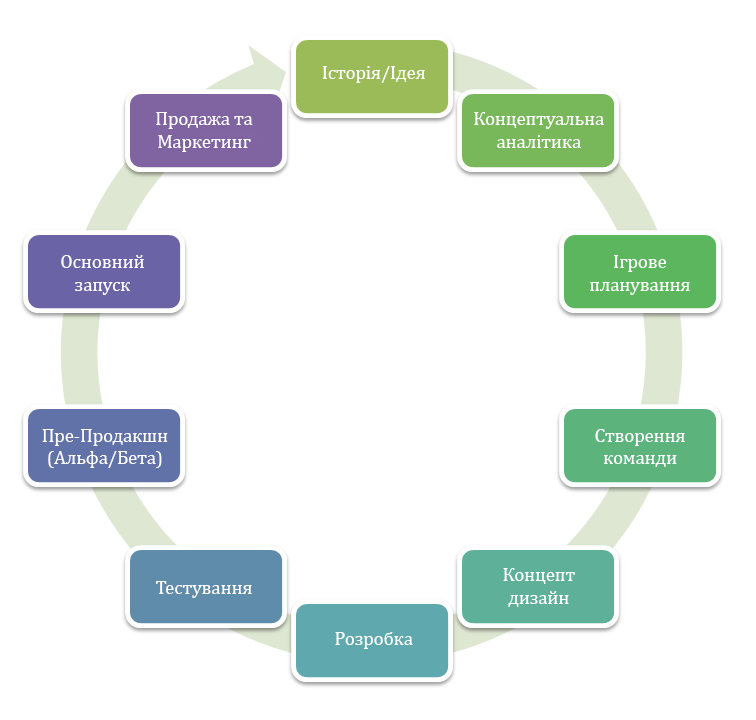 Історія/Ідея
Концептуальна
аналітика
Ігрове
планування
Створення
команди
Концепт
дизайн
Розробка
Тестування
Пре-Продакшн
(Альфа/Бета)
Основний
запуск
Продажа та
Маркетинг